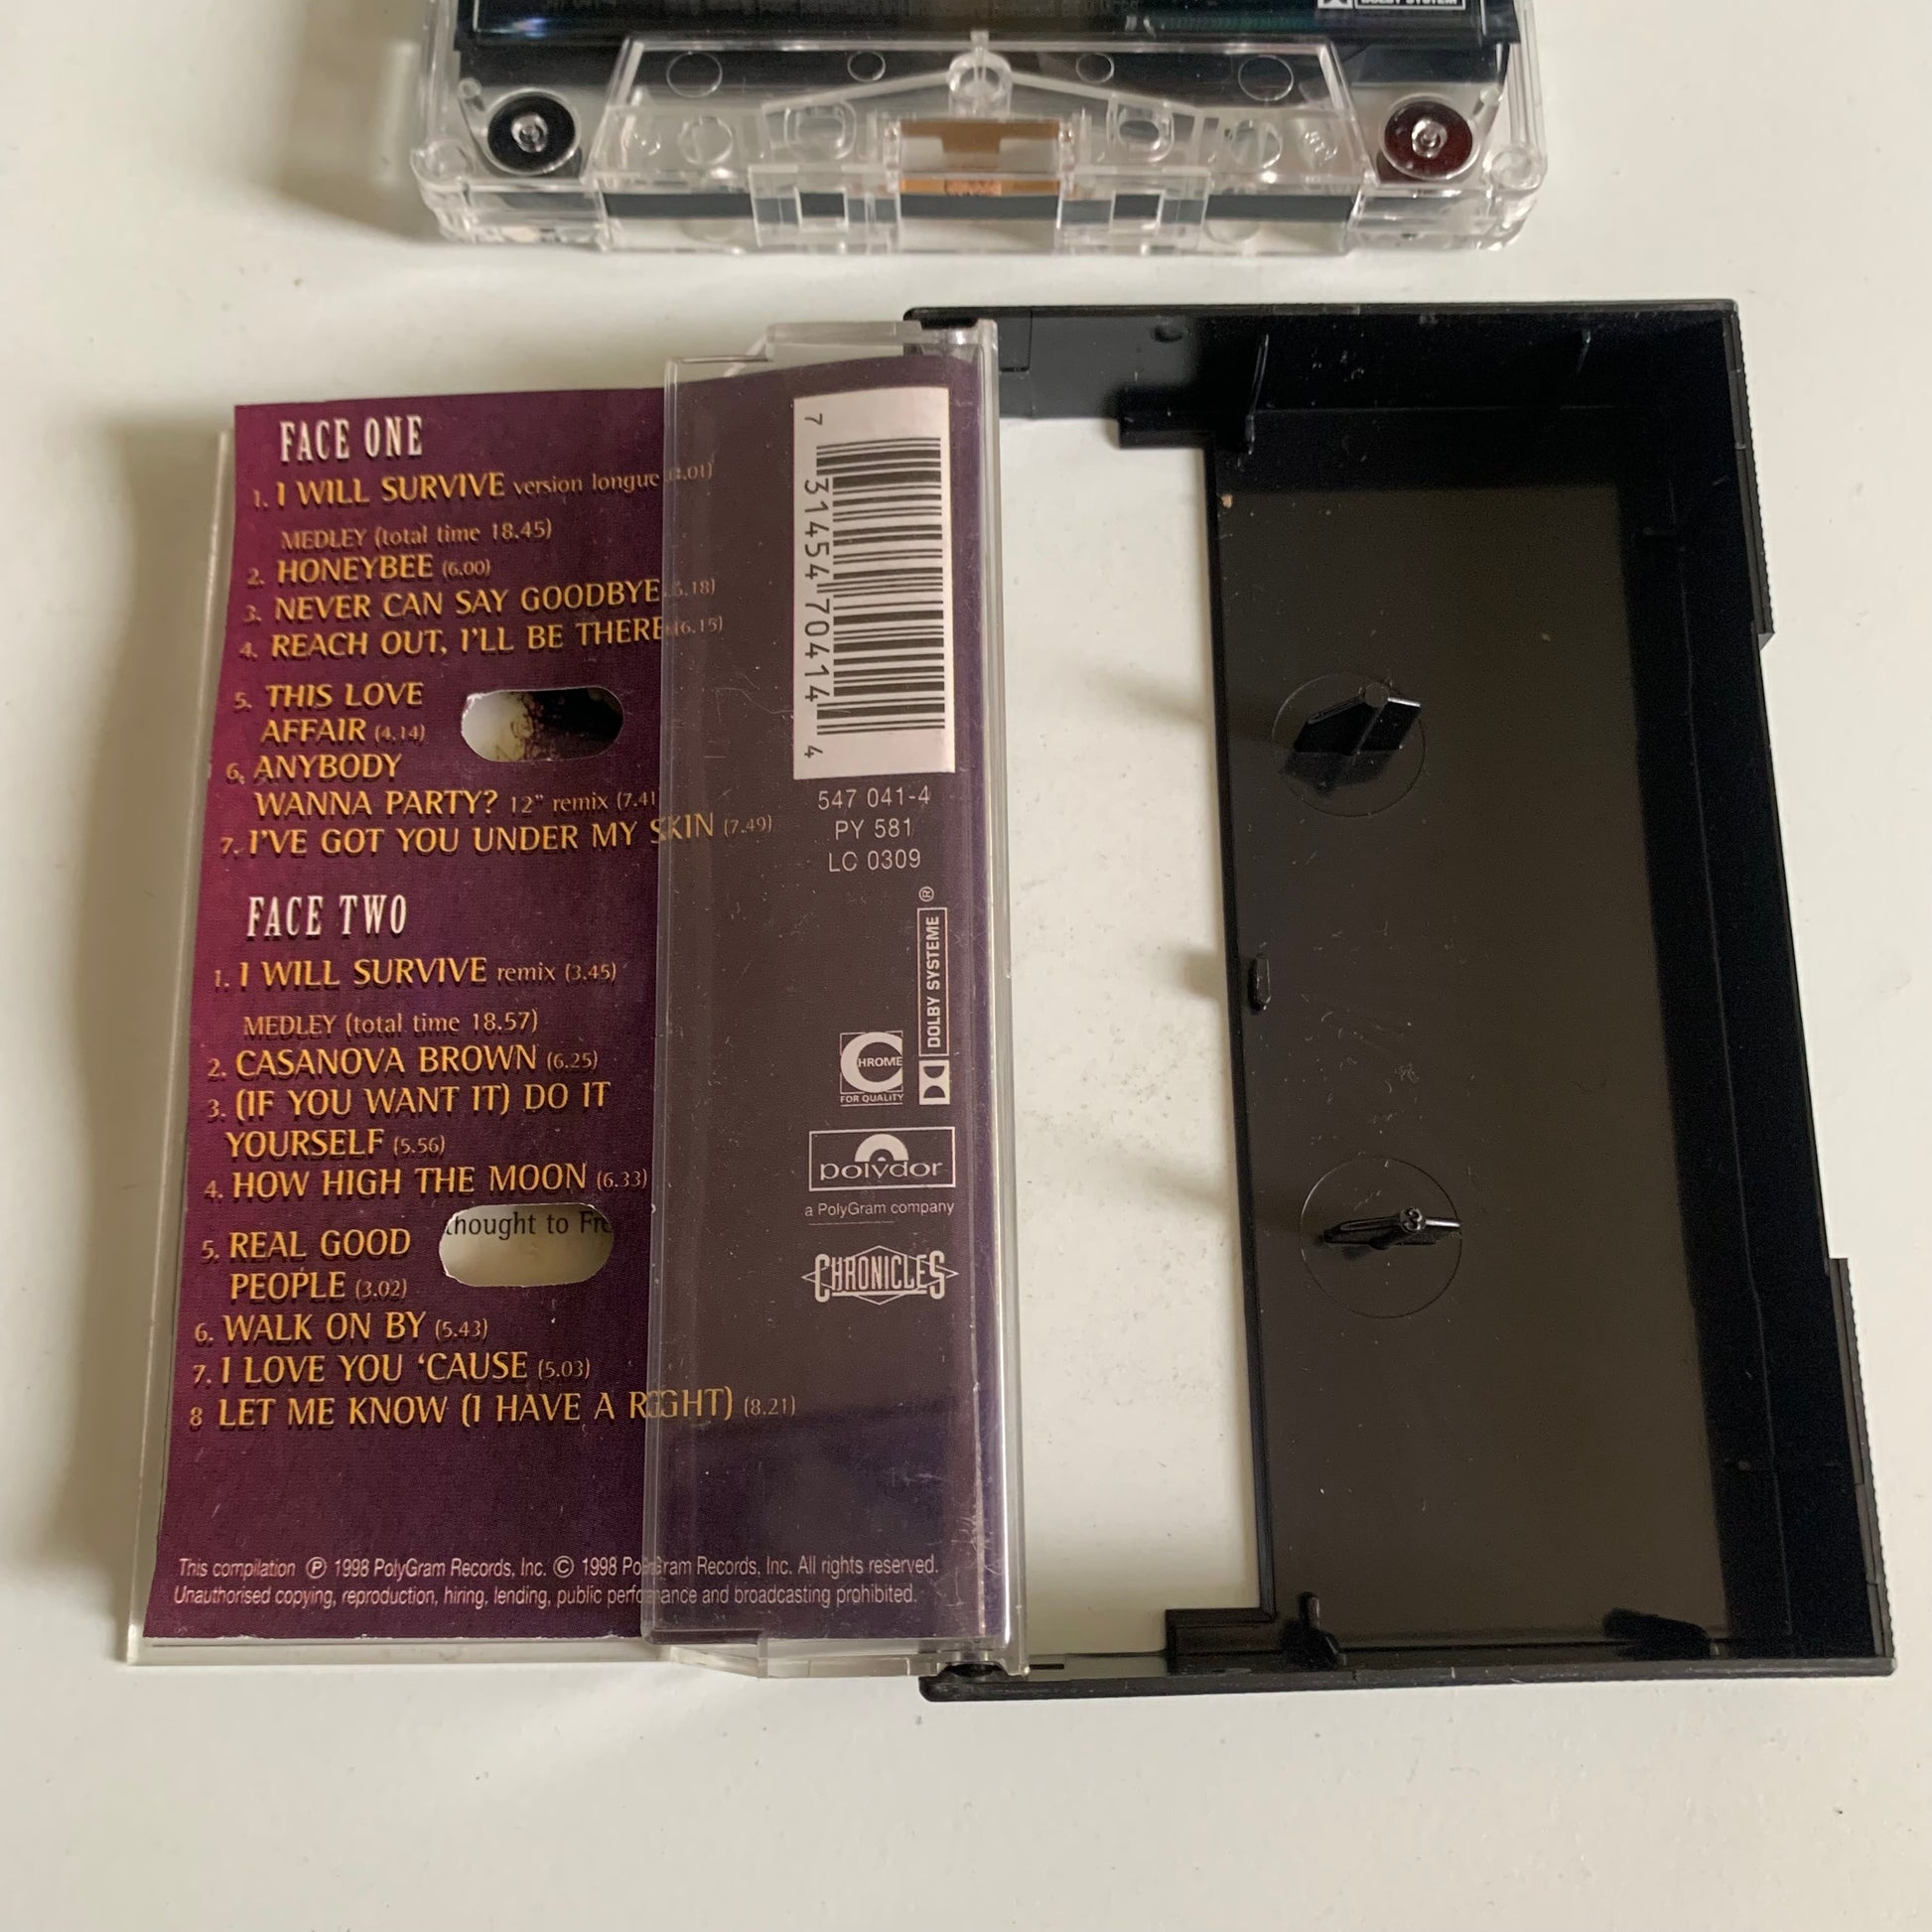 FACE ONE
1. I WILL SURVIVE version longue
MEDLEY (total time 18.45)
2. HONEYBEE (6.00)
3. NEVER CAN SAY GOODBYE
4. REACH OUT, I'LL BE THERE (6.15)
5. THIS LOVE
AFFAIR (4.14)
6. ANYBODY
WANNA PARTY? 12" remix (7.41
7. I'VE GOT YOU UNDER MY SKIN (7.49)
FACE TWO
1. I WILL SURVIVE remix (3.45)
MEDLEY (total time 18.57)
2. CASANOVA BROWN (6.25)
3. (IF YOU WANT IT) DO IT
YOURSELF (5.56)
4. HOW HIGH THE MOON (6.33)
thought to Fre
5. REAL GOOD
PEOPLE (3.02)
6. WALK ON BY (5.43)
7. I LOVE YOU 'CAUSE (5.03)
8 LET ME KNOW (I HAVE A RIGHT) (8.21)
This compilation ℗ 1998 PolyGram Records, Inc. © 1998 PolyGram Records, Inc. All rights reserved.
Unauthorised copying, reproduction, hiring, lending, public performance and broadcasting prohibited.
7 31454 70414 4
547 041-4
PY 581
LC 0309
DOLBY SYSTEME ®
CHROME
FOR QUALITY
polydor
a PolyGram company
CHRONICLES